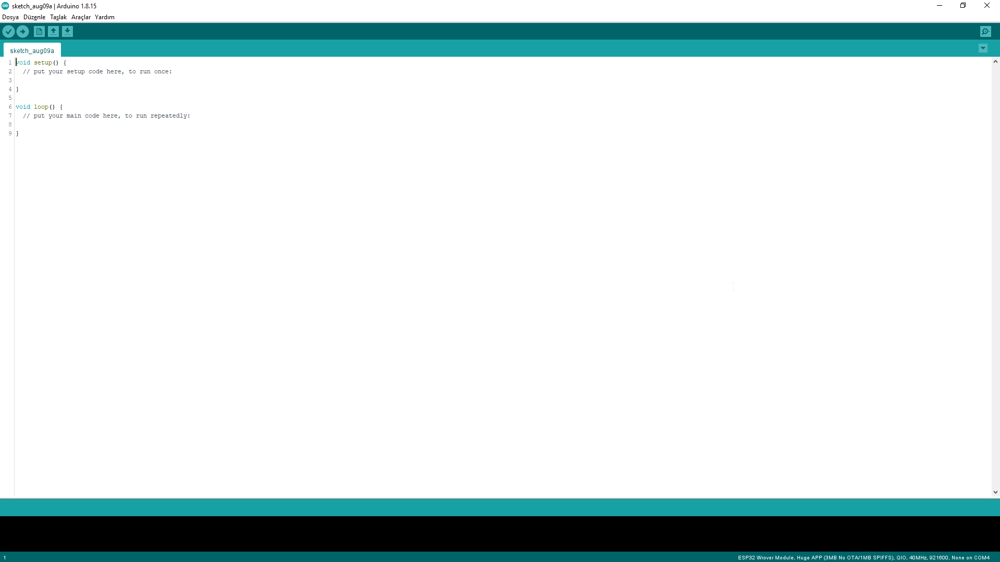 sketch_aug09a | Arduino 1.8.15
Dosya Düzenle Taslak Araçlar Yardım
sketch_aug09a
1 void setup() {
2   // put your setup code here, to run once:
3
4 }
5
6 void loop() {
7   // put your main code here, to run repeatedly:
8
9 }
1 ESP32 Wrover Module, Huge APP (3MB No OTA/1MB SPIFFS), QIO, 40MHz, 921600, None on COM4